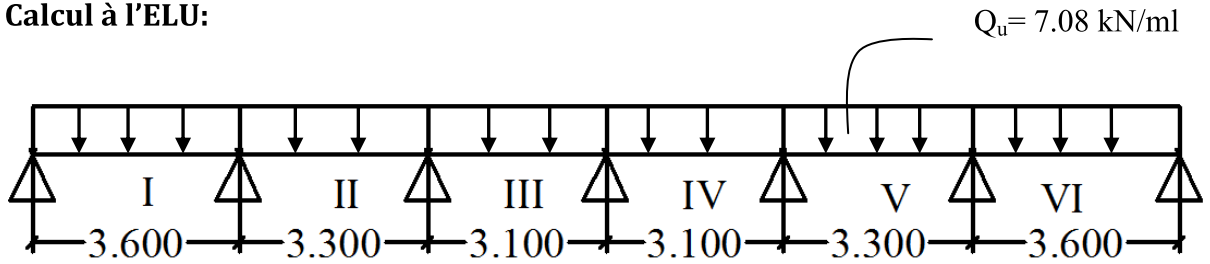 Calcul à l'ELU:
Qu= 7.08 kN/ml
I II III IV V VI
3.600 3.300 3.100 3.100 3.300 3.600